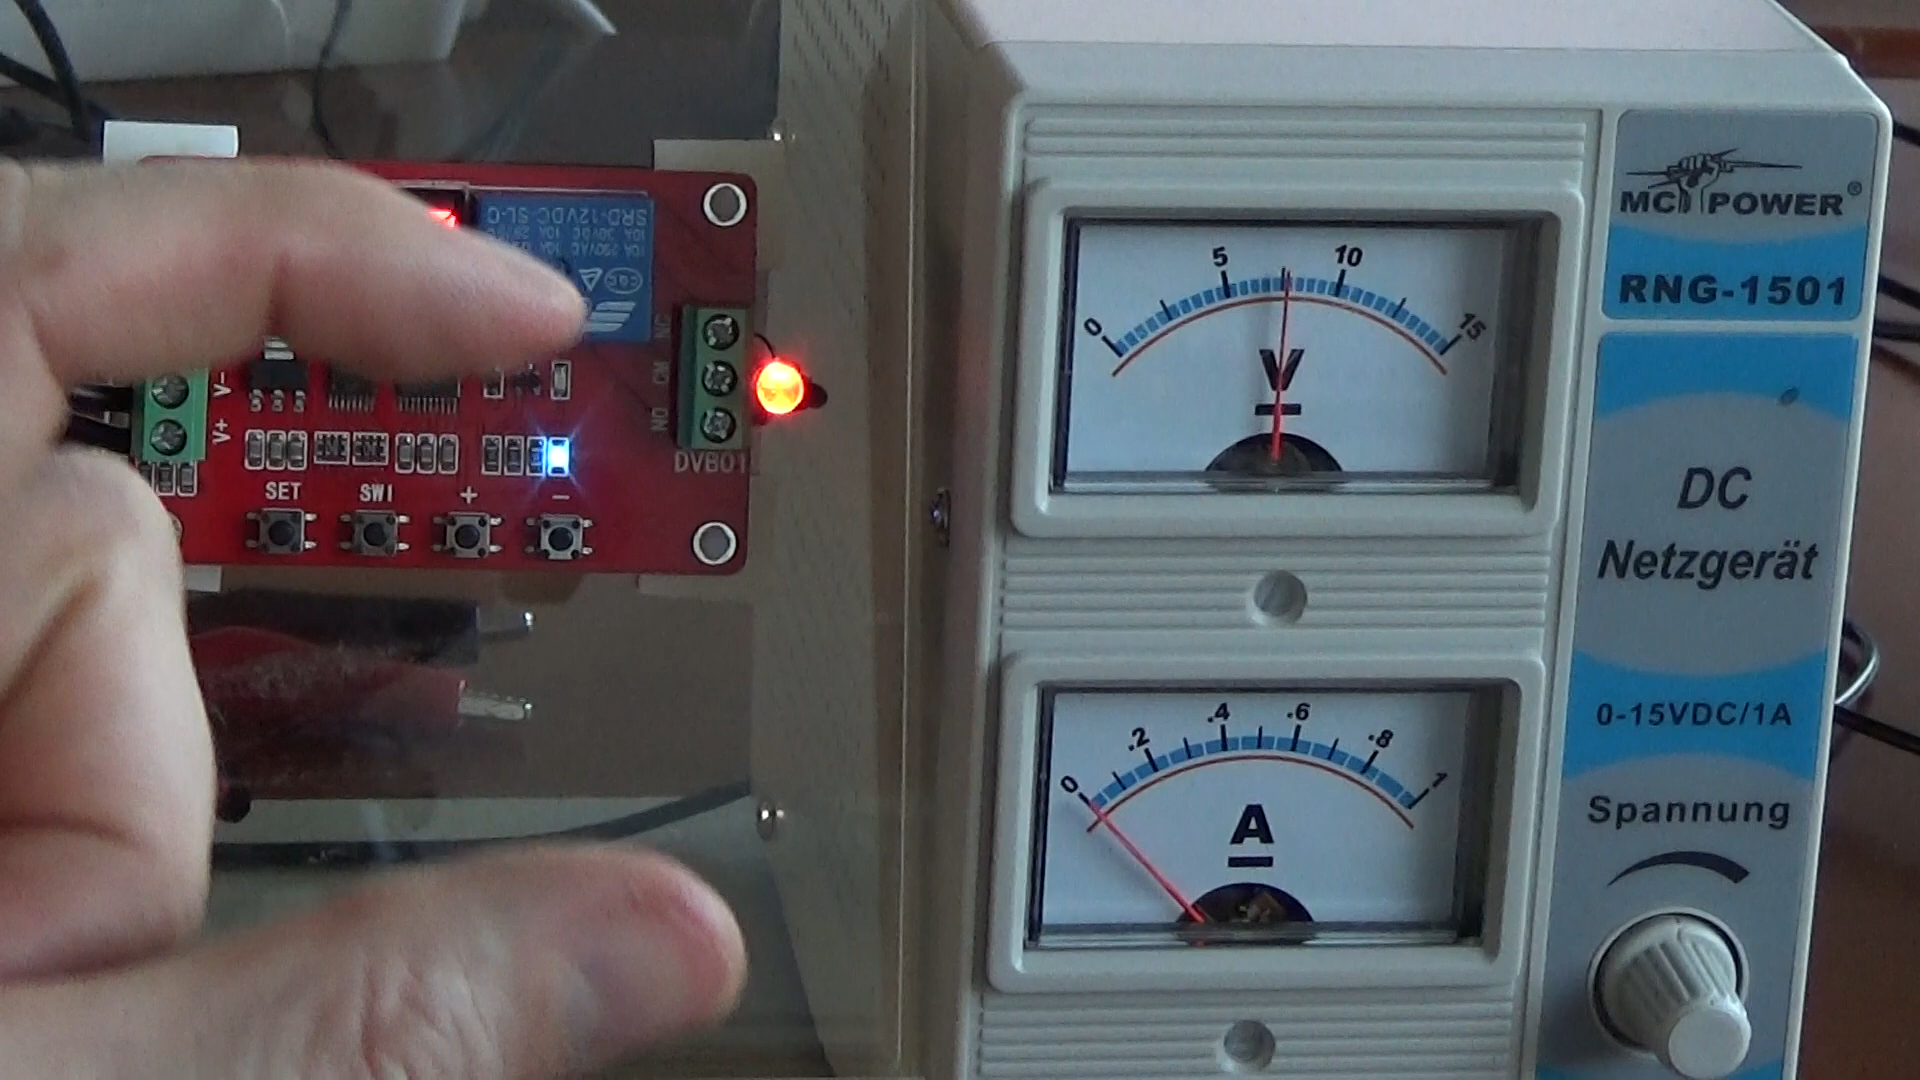 SRD-12VDC-SL-C
NC
CM
NO
V-
V+
DVB01
SET
SW1
+
−
0
5
10
15
V
0
.2
.4
.6
.8
1
A
MC POWER®
RNG-1501
DC
Netzgerät
0-15VDC/1A
Spannung